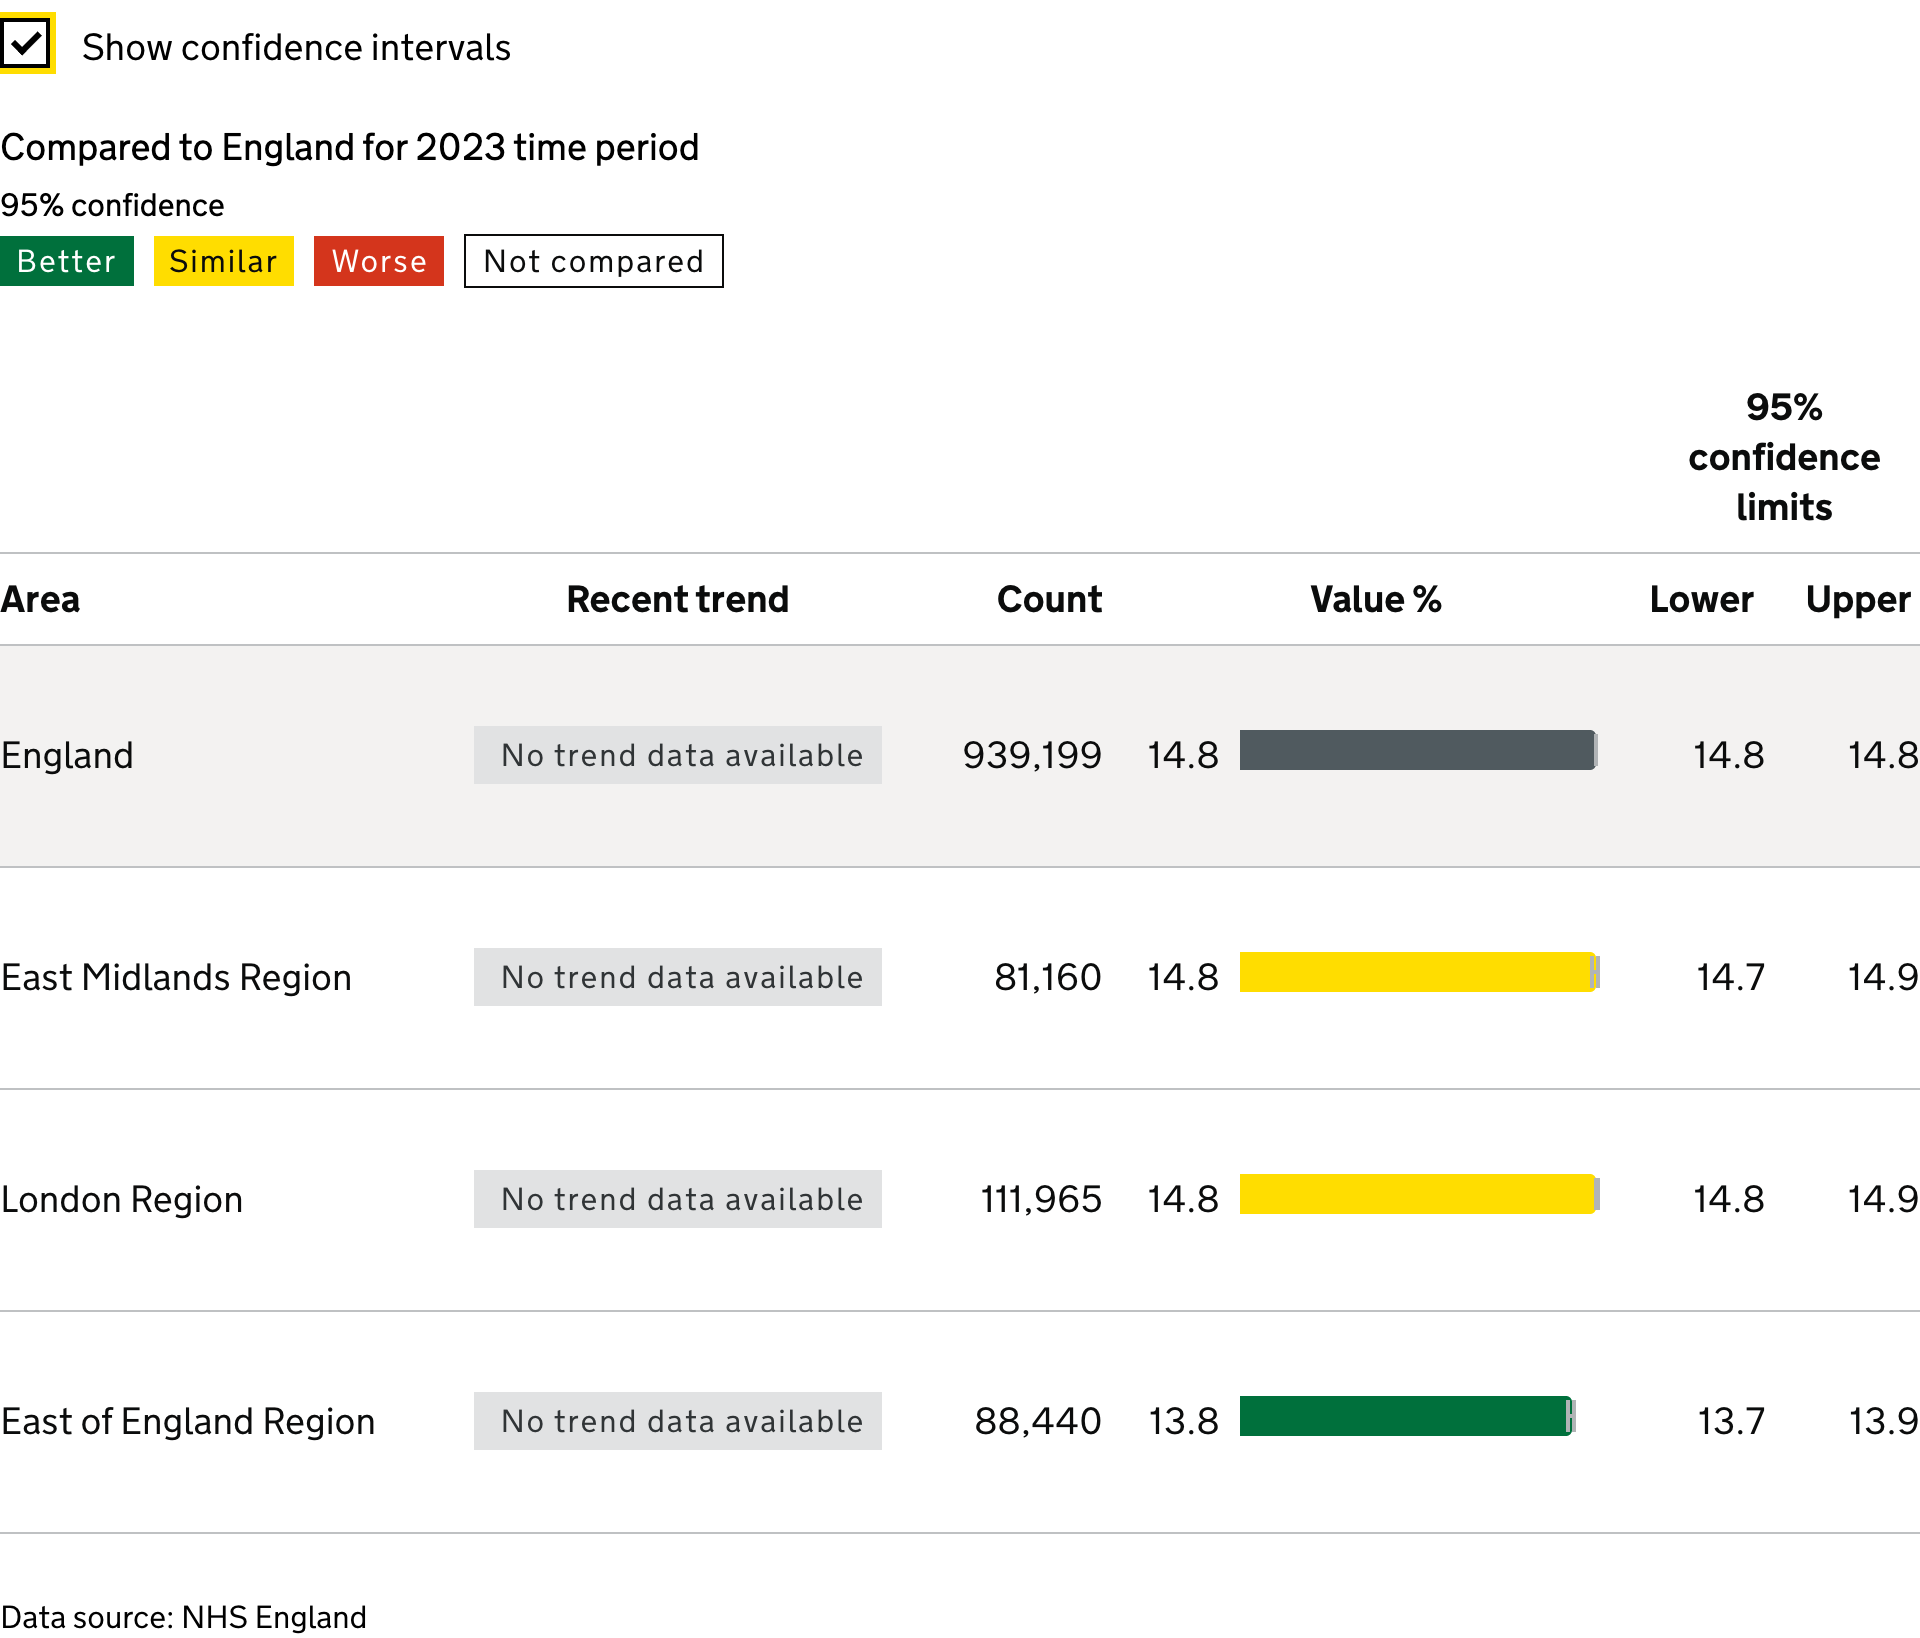 Show confidence intervals
Compared to England for 2023 time period
95% confidence
Better Similar Worse Not compared
95%
confidence
limits
Area Recent trend Count Value % Lower Upper
England No trend data available 939,199 14.8 14.8 14.8
East Midlands Region No trend data available 81,160 14.8 14.7 14.9
London Region No trend data available 111,965 14.8 14.8 14.9
East of England Region No trend data available 88,440 13.8 13.7 13.9
Data source: NHS England